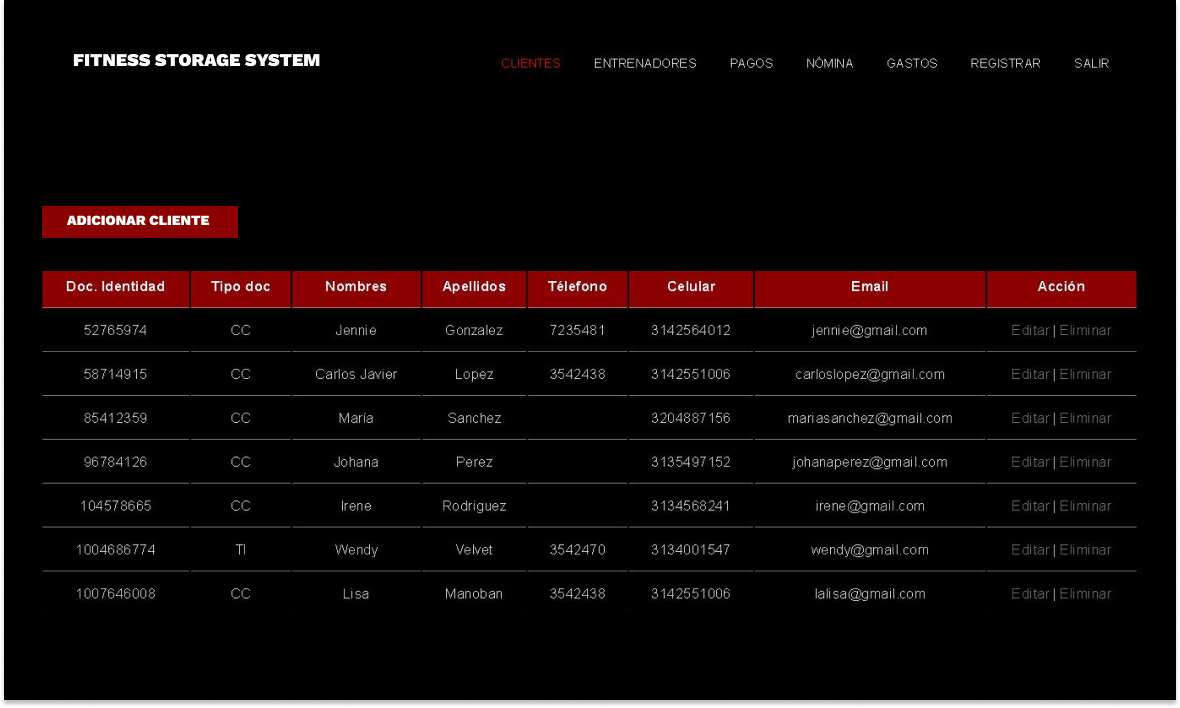 FITNESS STORAGE SYSTEM CLIENTES ENTRENADORES PAGOS NÓMINA GASTOS REGISTRAR SALIR
ADICIONAR CLIENTE
Doc. Identidad Tipo doc Nombres Apellidos Télefono Celular Email Acción
52765974 CC Jennie Gonzalez 7235481 3142564012 jennie@gmail.com Editar | Eliminar
58714915 CC Carlos Javier Lopez 3542438 3142551006 carloslopez@gmail.com Editar | Eliminar
85412359 CC María Sanchez 3204887156 mariasanchez@gmail.com Editar | Eliminar
96784126 CC Johana Perez 3135497152 johanaperez@gmail.com Editar | Eliminar
104578665 CC Irene Rodriguez 3134568241 irene@gmail.com Editar | Eliminar
1004686774 TI Wendy Velvet 3542470 3134001547 wendy@gmail.com Editar | Eliminar
1007646008 CC Lisa Manoban 3542438 3142551006 lalisa@gmail.com Editar | Eliminar